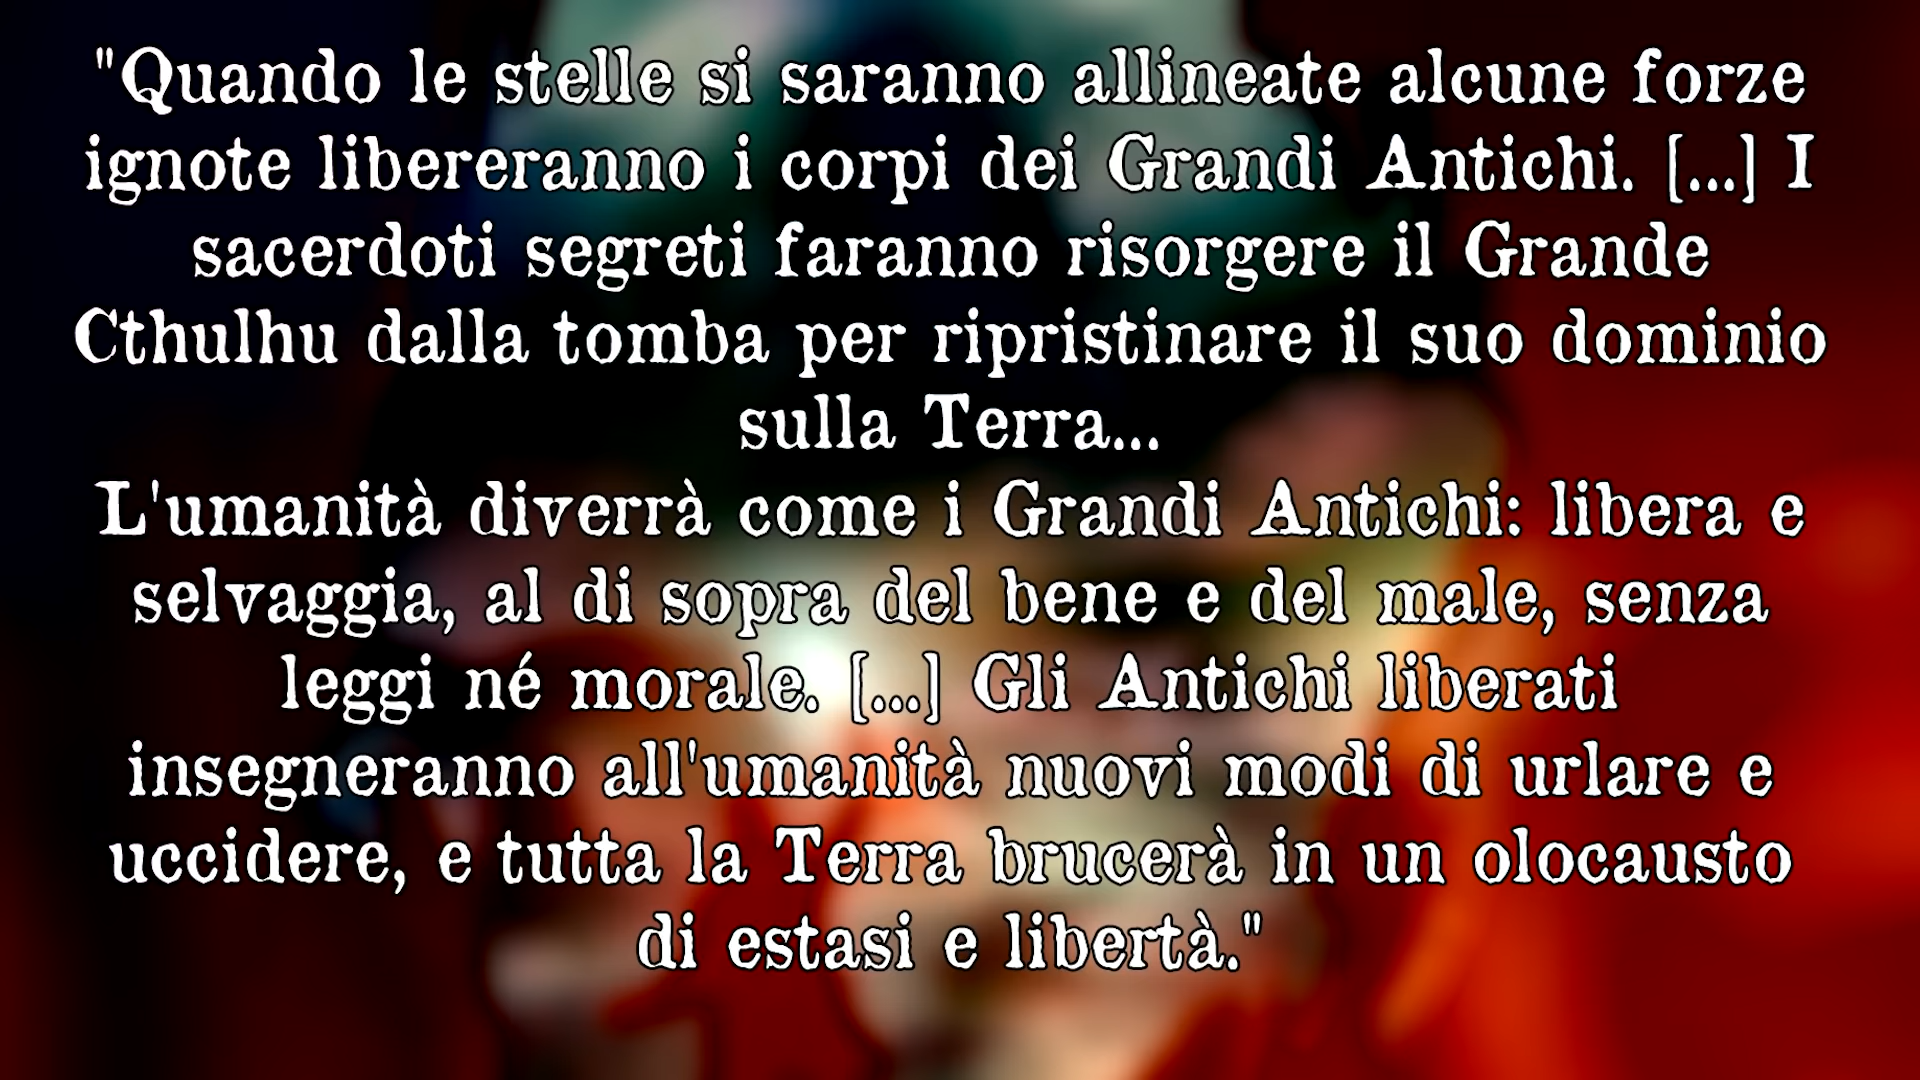 "Quando le stelle si saranno allineate alcune forze
ignote libereranno i corpi dei Grandi Antichi. [...] I
sacerdoti segreti faranno risorgere il Grande
Cthulhu dalla tomba per ripristinare il suo dominio
sulla Terra...
L'umanità diverrà come i Grandi Antichi: libera e
selvaggia, al di sopra del bene e del male, senza
leggi né morale. [...] Gli Antichi liberati
insegneranno all'umanità nuovi modi di urlare e
uccidere, e tutta la Terra brucerà in un olocausto
di estasi e libertà."